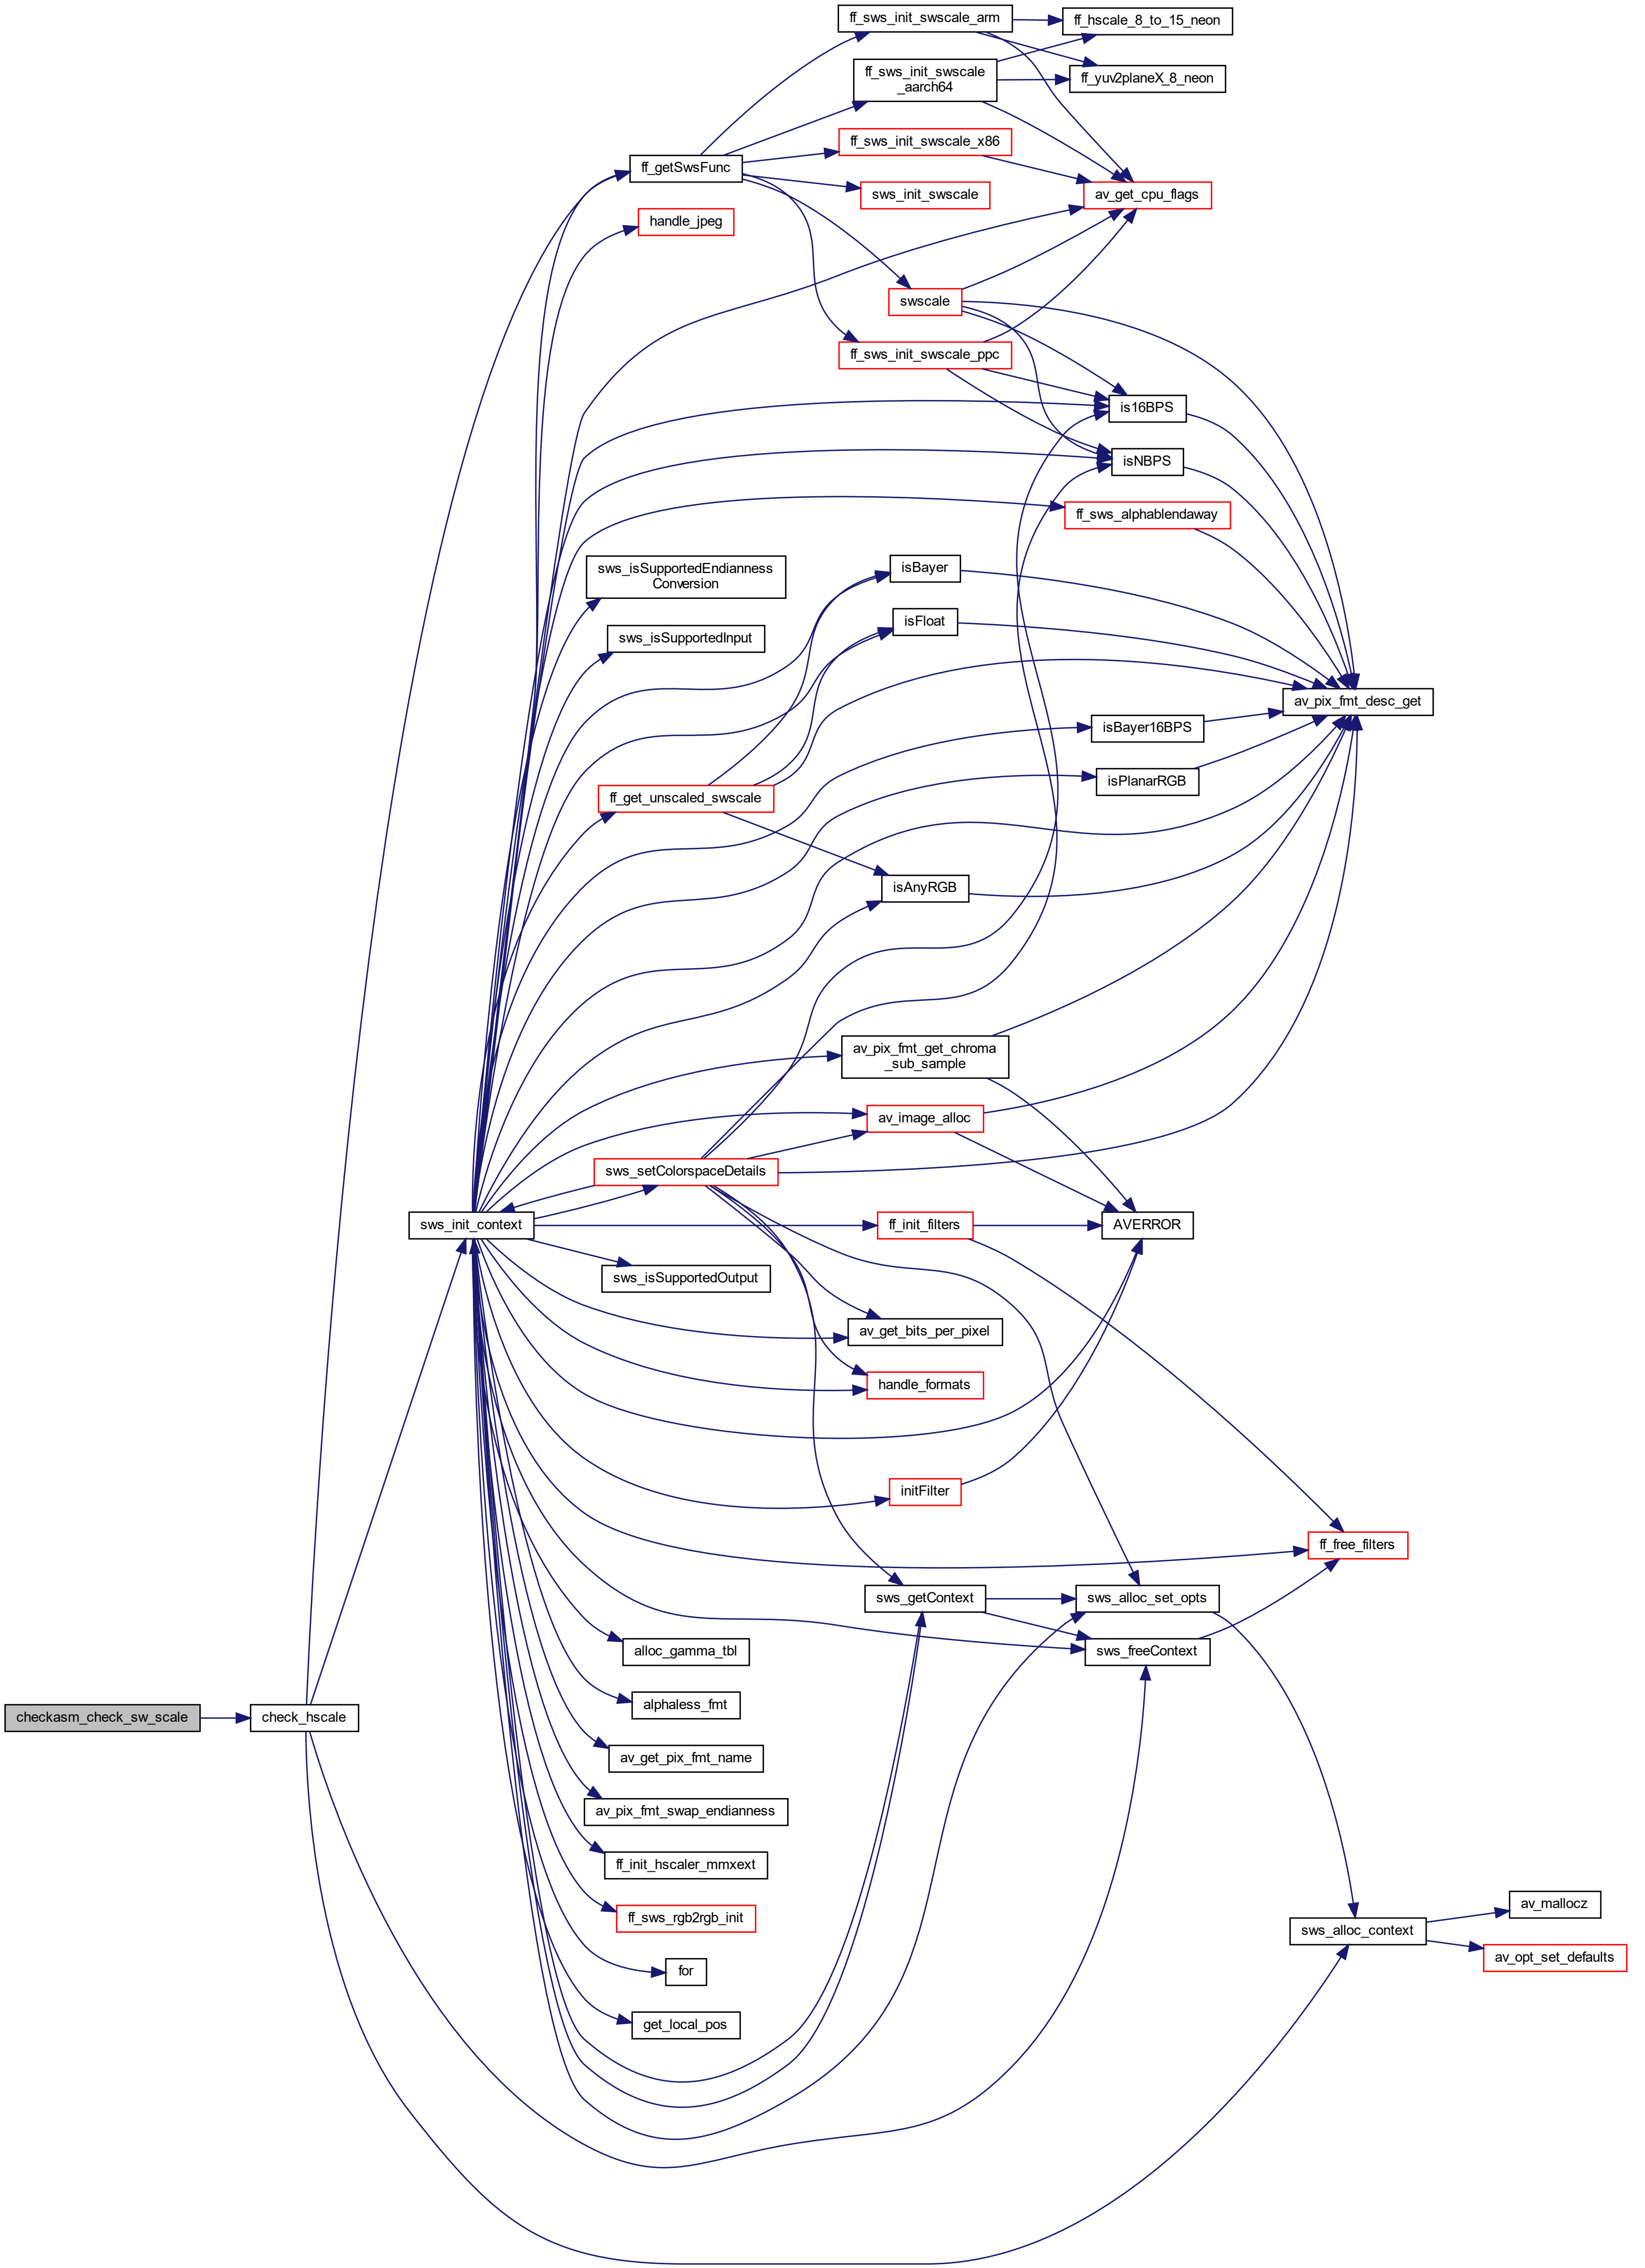 ff_sws_init_swscale_arm
ff_hscale_8_to_15_neon
ff_sws_init_swscale
_aarch64
ff_yuv2planeX_8_neon
ff_sws_init_swscale_x86
ff_getSwsFunc
sws_init_swscale
av_get_cpu_flags
handle_jpeg
swscale
ff_sws_init_swscale_ppc
is16BPS
isNBPS
ff_sws_alphablendaway
sws_isSupportedEndianness
Conversion
isBayer
isFloat
sws_isSupportedInput
av_pix_fmt_desc_get
isBayer16BPS
isPlanarRGB
ff_get_unscaled_swscale
isAnyRGB
av_pix_fmt_get_chroma
_sub_sample
av_image_alloc
sws_setColorspaceDetails
sws_init_context
ff_init_filters
AVERROR
sws_isSupportedOutput
av_get_bits_per_pixel
handle_formats
initFilter
ff_free_filters
sws_getContext
sws_alloc_set_opts
alloc_gamma_tbl
sws_freeContext
alphaless_fmt
checkasm_check_sw_scale
check_hscale
av_get_pix_fmt_name
av_pix_fmt_swap_endianness
ff_init_hscaler_mmxext
av_mallocz
ff_sws_rgb2rgb_init
sws_alloc_context
av_opt_set_defaults
for
get_local_pos